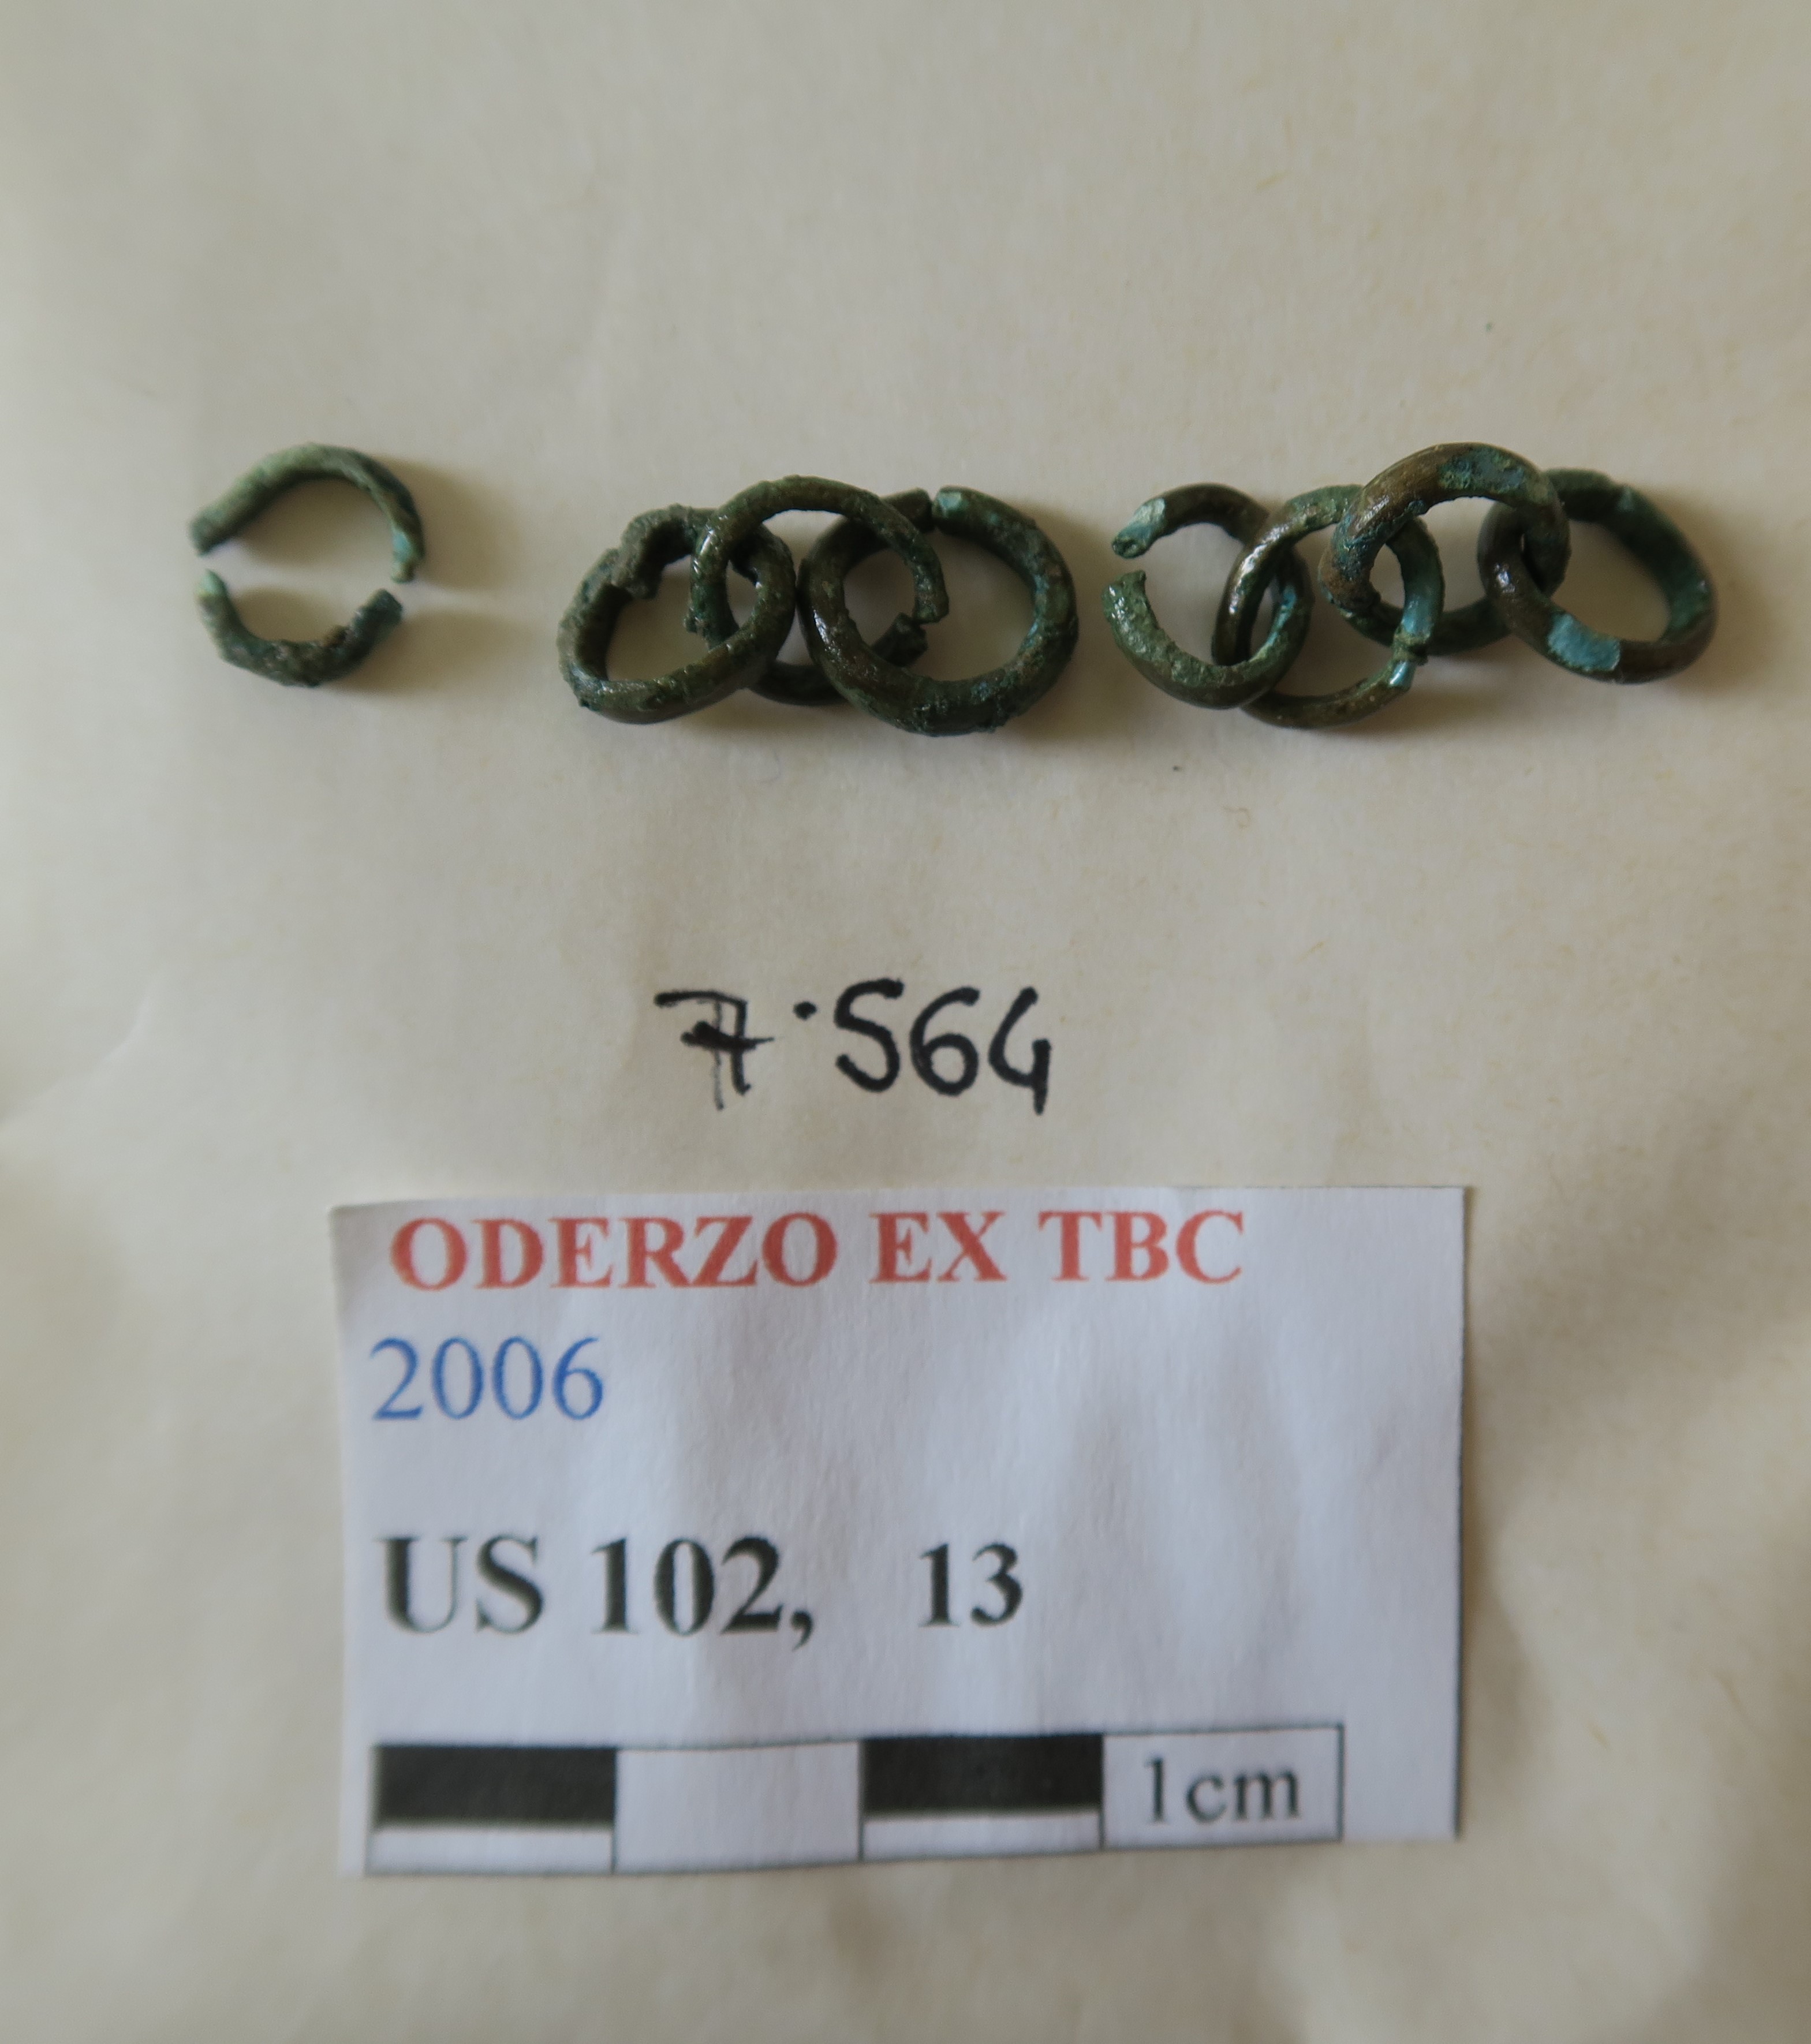 7.564
ODERZO EX TBC
2006
US 102, 13
1cm